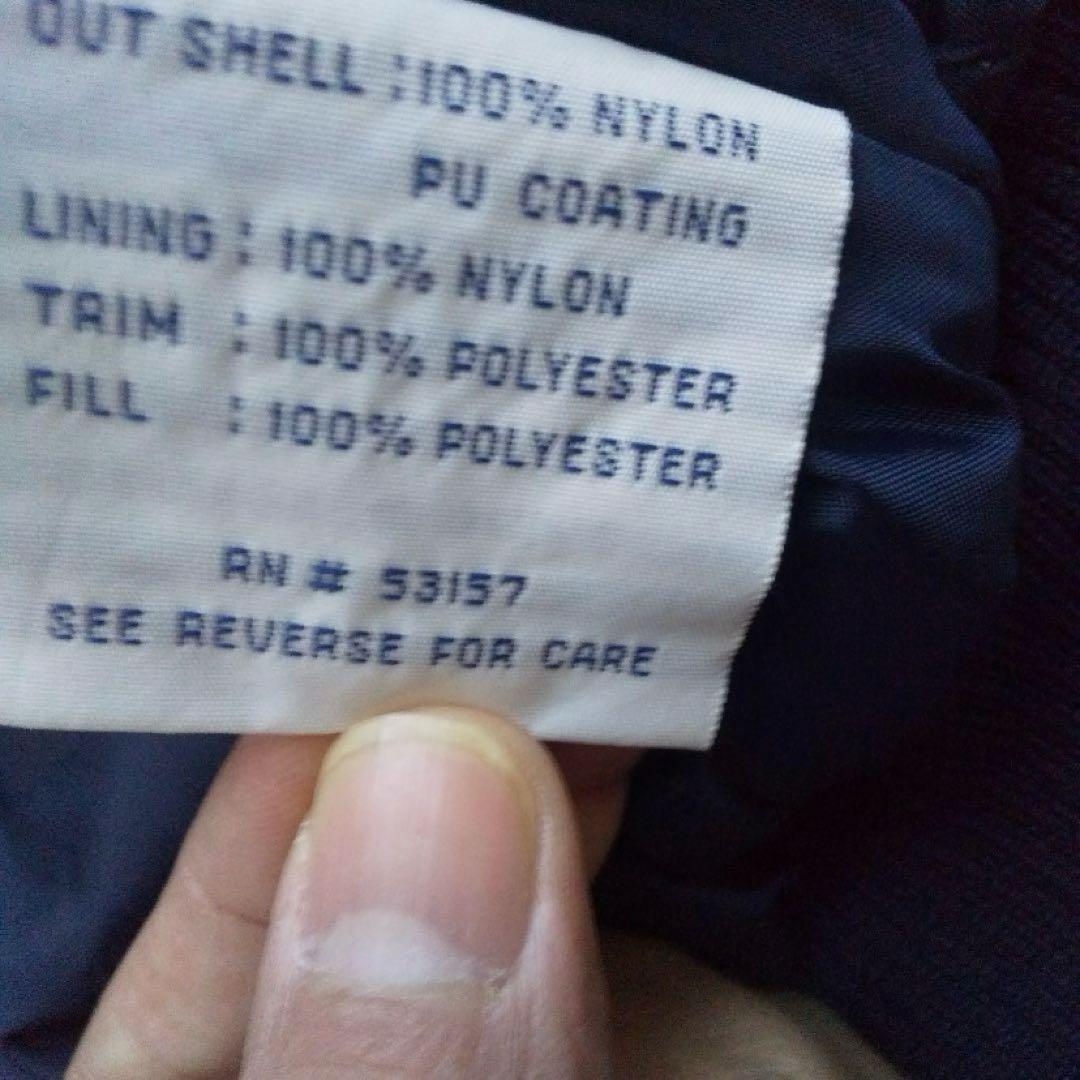 OUT SHELL :100% NYLON
PU COATING
LINING : 100% NYLON
TRIM : 100% POLYESTER
FILL : 100% POLYESTER
RN # 53157
SEE REVERSE FOR CARE